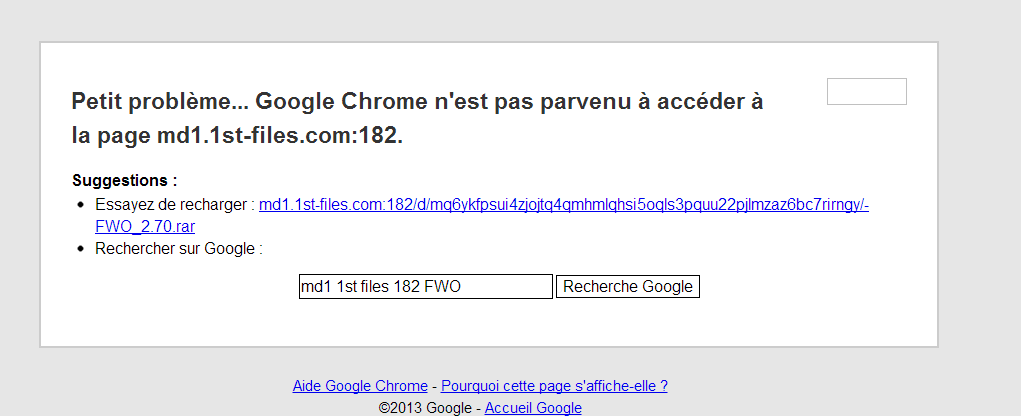 Petit problème... Google Chrome n'est pas parvenu à accéder à
la page md1.1st-files.com:182.
Suggestions :
Essayez de recharger : md1.1st-files.com:182/d/mq6ykfpsui4zjojtq4qmhmlqhsi5oqls3pquu22pjlmzaz6bc7rirngy/-
FWO_2.70.rar
Rechercher sur Google :
md1 1st files 182 FWO Recherche Google
Aide Google Chrome - Pourquoi cette page s'affiche-elle ?
©2013 Google - Accueil Google